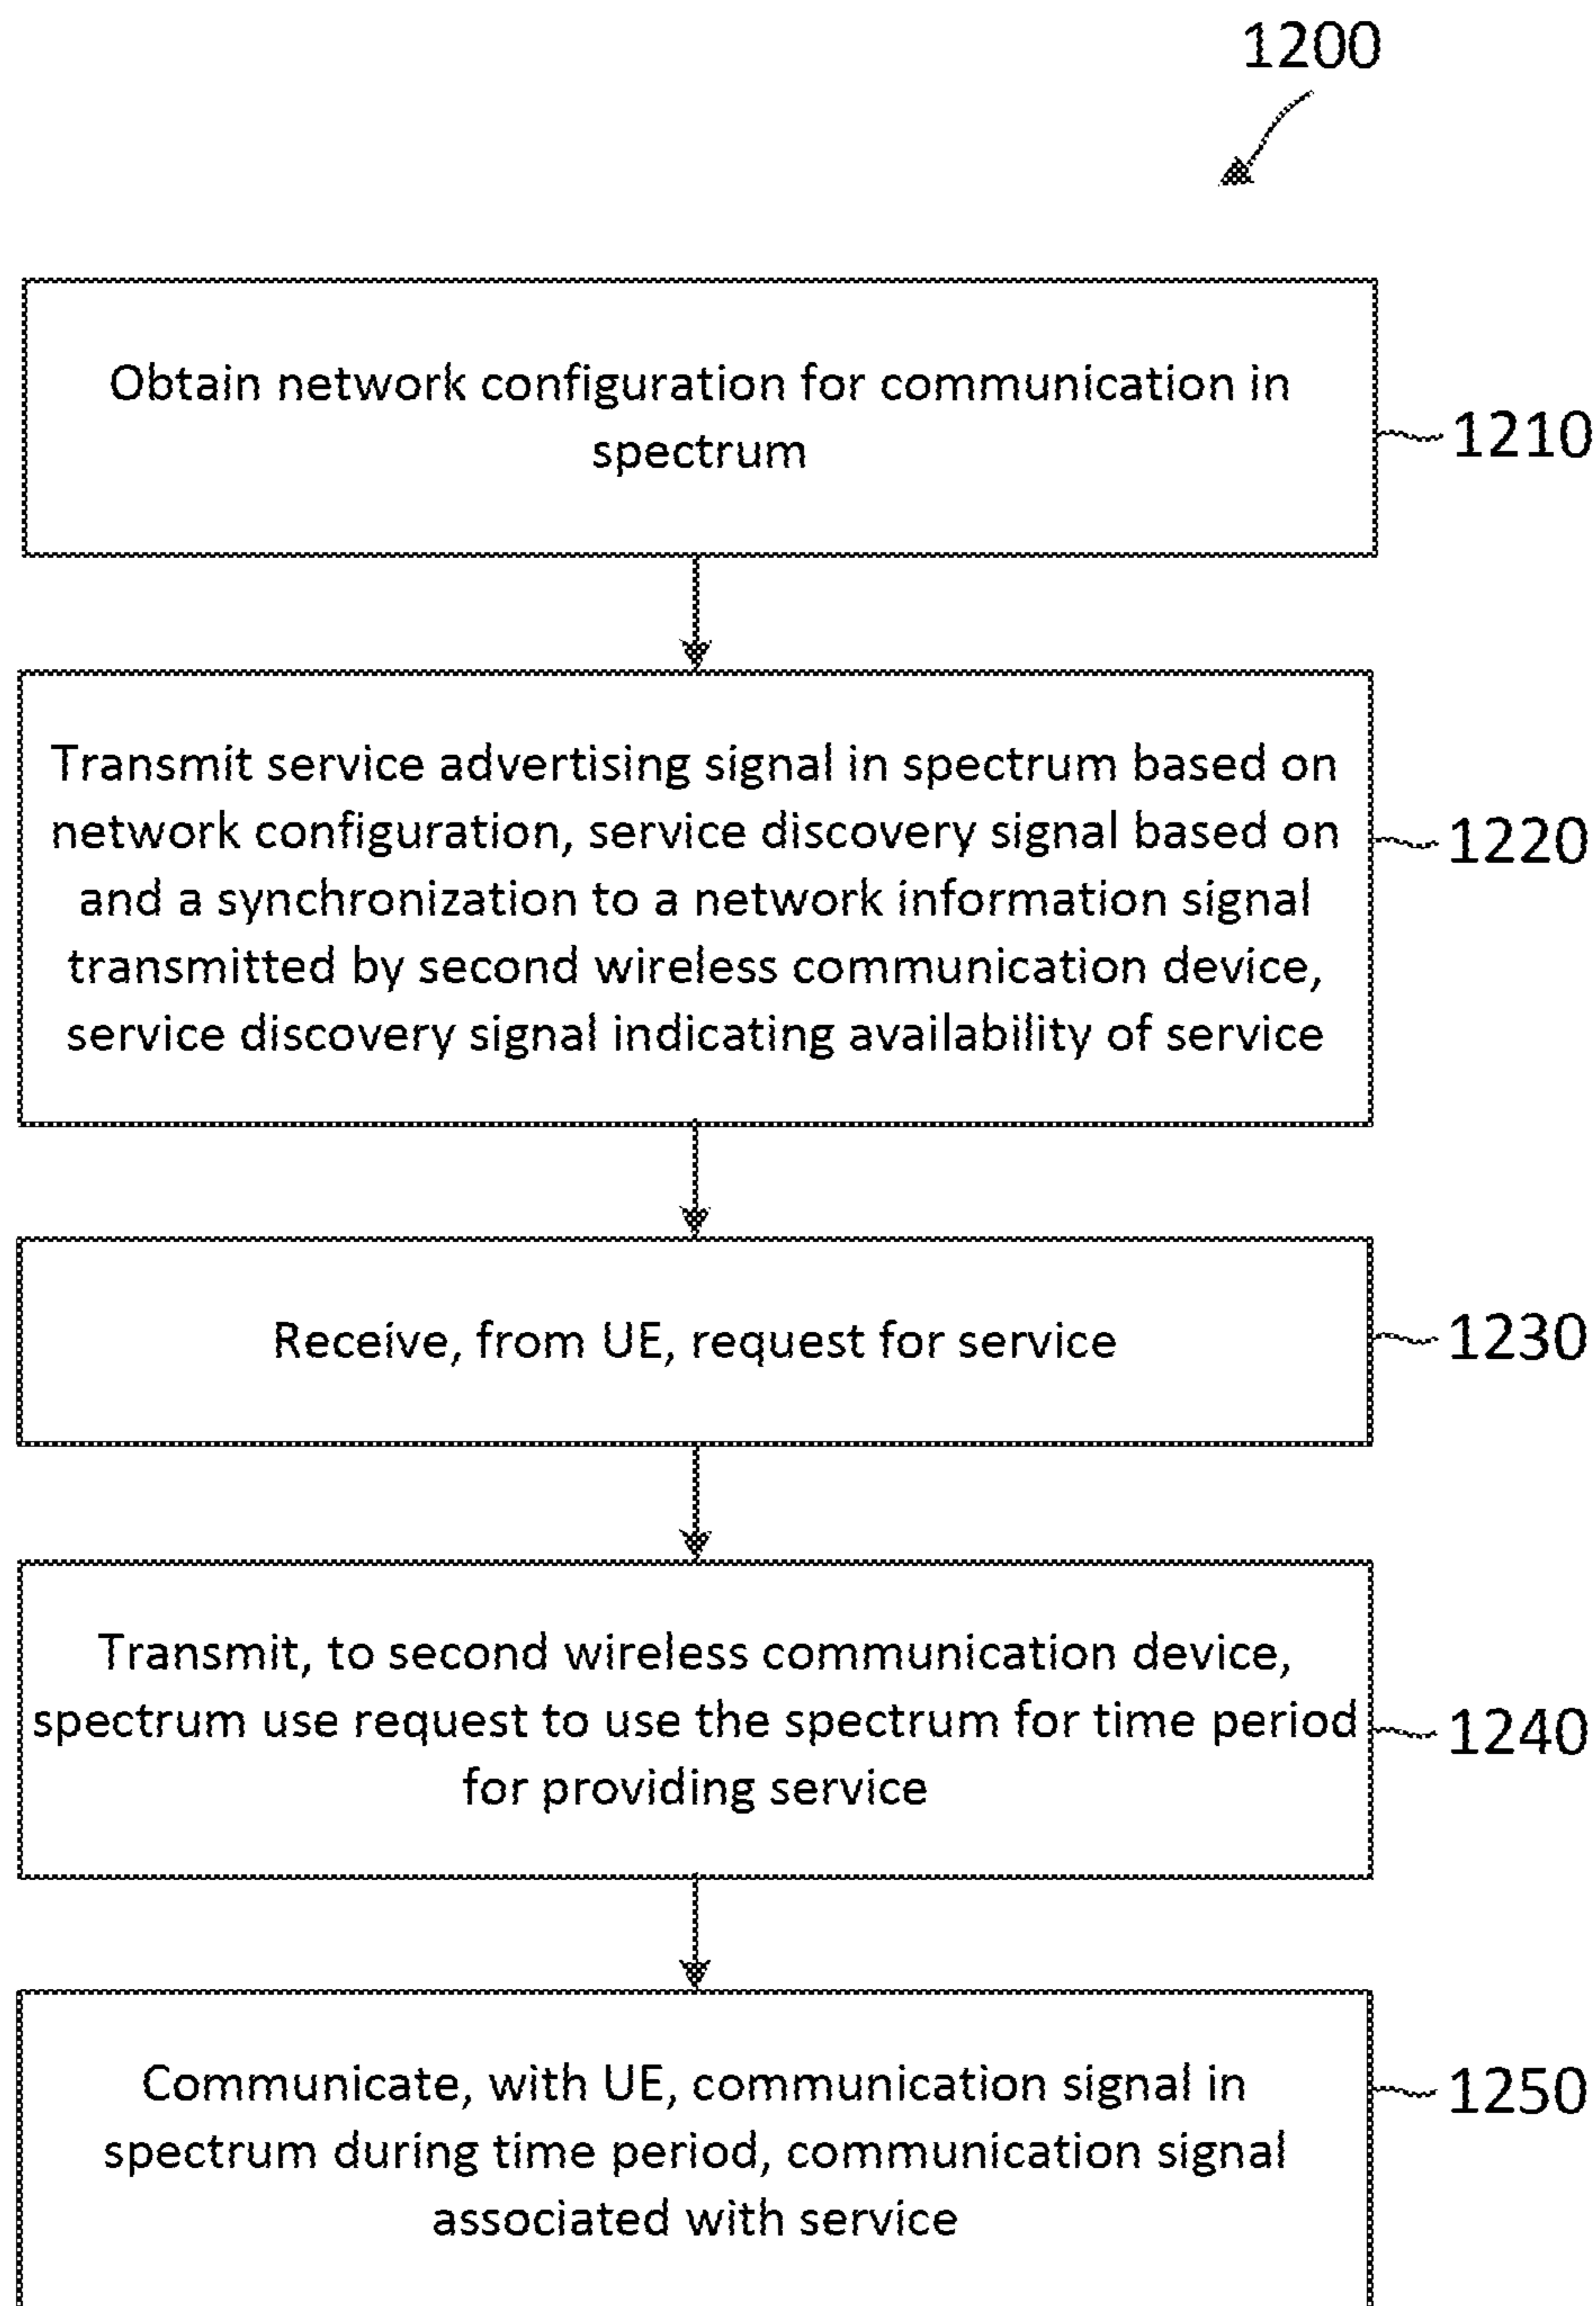 1200
Obtain network configuration for communication in
spectrum
1210
Transmit service advertising signal in spectrum based on
network configuration, service discovery signal based on
and a synchronization to a network information signal
transmitted by second wireless communication device,
service discovery signal indicating availability of service
1220
Receive, from UE, request for service
1230
Transmit, to second wireless communication device,
spectrum use request to use the spectrum for time period
for providing service
1240
Communicate, with UE, communication signal in
spectrum during time period, communication signal
associated with service
1250